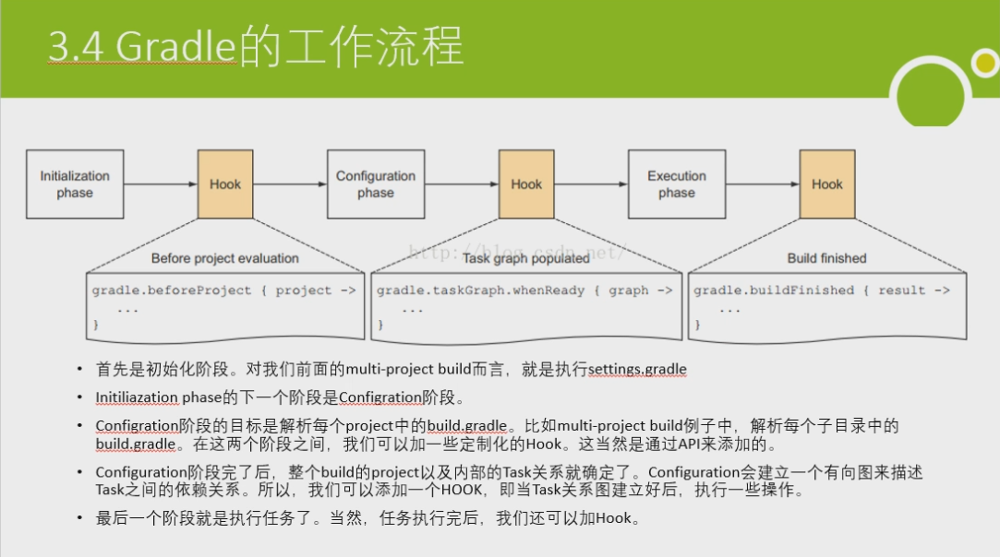 3.4 Gradle的工作流程
Initialization
phase
Hook
Configuration
phase
Hook
Execution
phase
Hook
http://blog.csdn.net/
Before project evaluation
Task graph populated
Build finished
gradle.beforeProject { project ->
...
}
gradle.taskGraph.whenReady { graph ->
...
}
gradle.buildFinished { result ->
...
}
• 首先是初始化阶段。对我们前面的multi-project build而言，就是执行settings.gradle
• Initiliazation phase的下一个阶段是Configration阶段。
• Configration阶段的目标是解析每个project中的build.gradle。比如multi-project build例子中，解析每个子目录中的
build.gradle。在这两个阶段之间，我们可以加一些定制化的Hook。这当然是通过API来添加的。
• Configuration阶段完了后，整个build的project以及内部的Task关系就确定了。Configuration会建立一个有向图来描述
Task之间的依赖关系。所以，我们可以添加一个HOOK，即当Task关系图建立好后，执行一些操作。
• 最后一个阶段就是执行任务了。当然，任务执行完后，我们还可以加Hook。